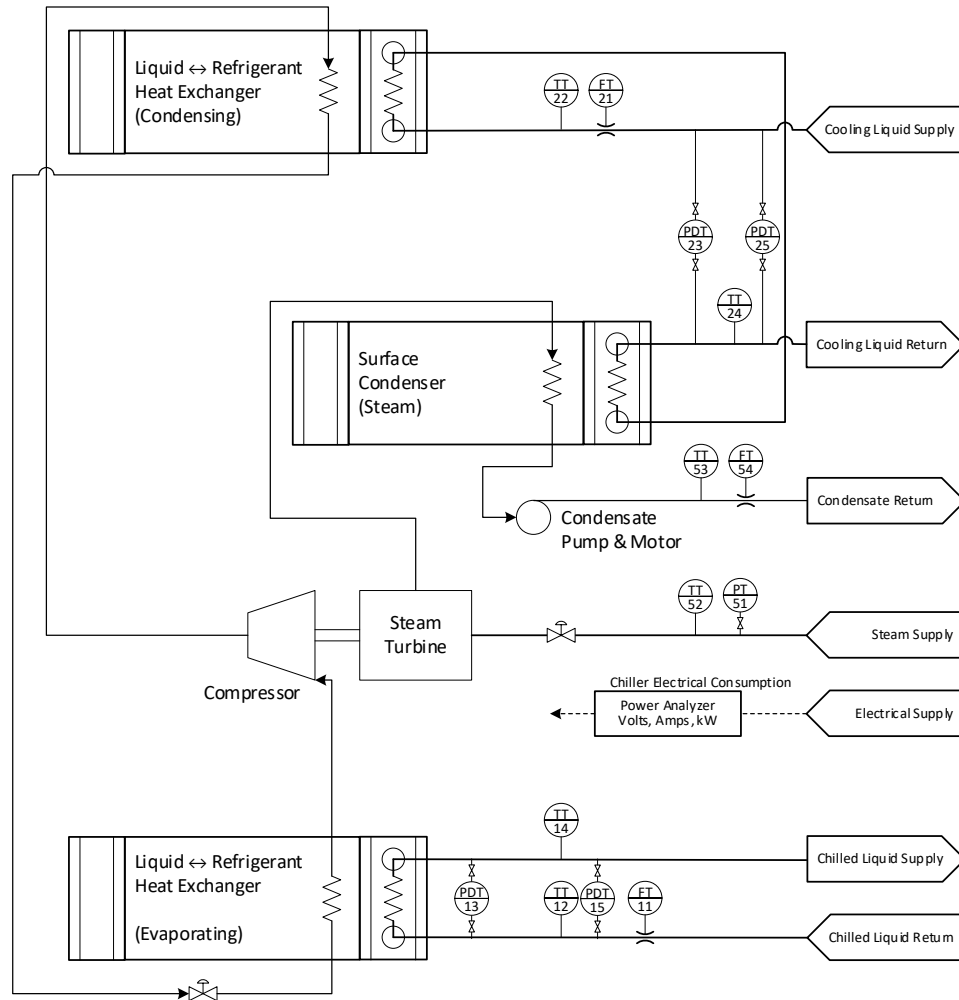 Liquid ↔ Refrigerant
Heat Exchanger
(Condensing)
TT
22
FT
21
Cooling Liquid Supply
PDT
23
PDT
25
TT
24
Cooling Liquid Return
Surface
Condenser
(Steam)
TT
53
FT
54
Condensate Return
Condensate
Pump & Motor
Steam
Turbine
TT
52
PT
51
Steam Supply
Compressor
Chiller Electrical Consumption
Power Analyzer
Volts, Amps, kW
Electrical Supply
TT
14
Liquid ↔ Refrigerant
Heat Exchanger
(Evaporating)
Chilled Liquid Supply
PDT
13
TT
12
PDT
15
FT
11
Chilled Liquid Return